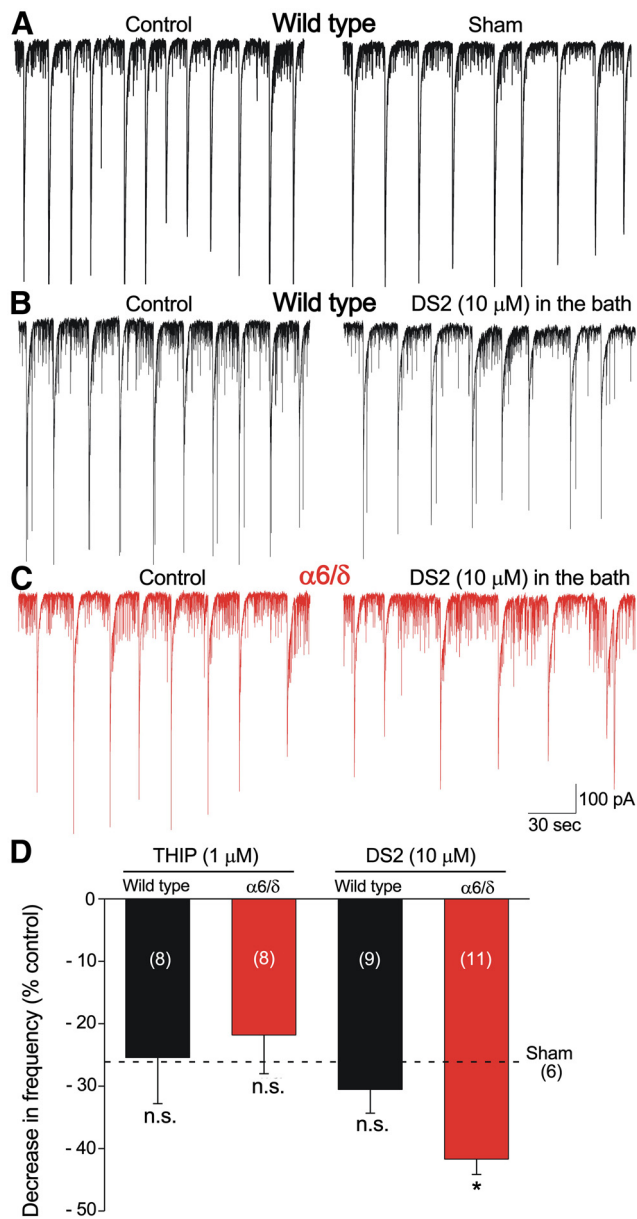 A Control Wild type Sham
B Control Wild type DS2 (10 μM) in the bath
C Control α6/δ DS2 (10 μM) in the bath
100 pA
30 sec
D THIP (1 μM) DS2 (10 μM)
Wild type α6/δ Wild type α6/δ
0
(8) (8) (9) (11)
- 10
- 20
Sham
(6)
- 30
n.s. n.s. n.s.
- 40
*
- 50
Decrease in frequency (% control)